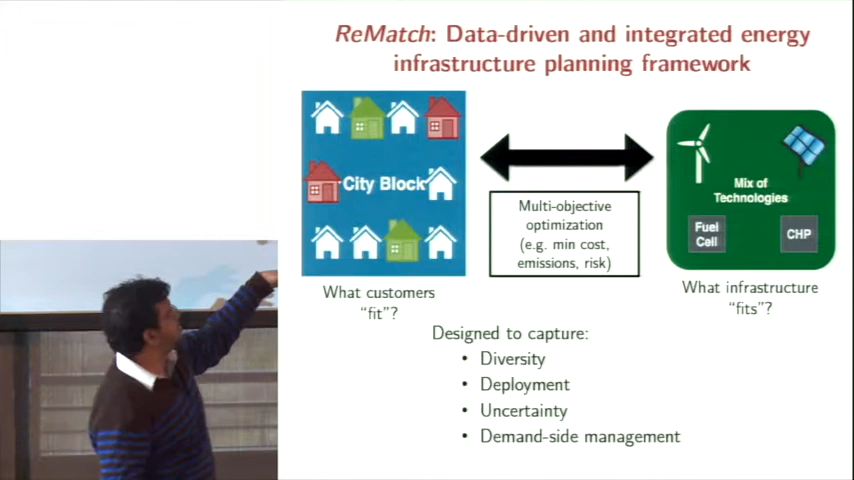 ReMatch: Data-driven and integrated energy
infrastructure planning framework
City Block
Multi-objective
optimization
(e.g. min cost,
emissions, risk)
Mix of
Technologies
Fuel
Cell
CHP
What customers
"fit"?
What infrastructure
"fits"?
Designed to capture:
• Diversity
• Deployment
• Uncertainty
• Demand-side management